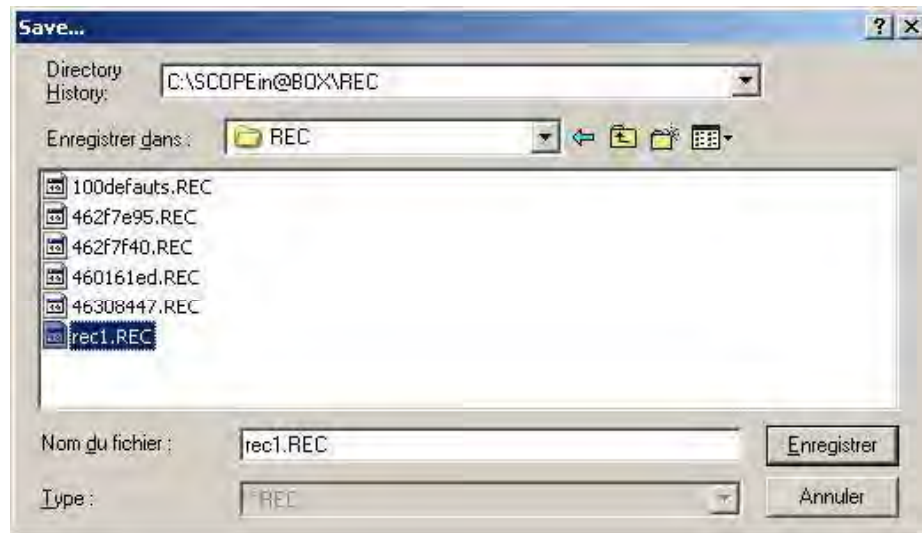 Save...
Directory History:
C:\SCOPEin@BOX\REC
Enregistrer dans :
REC
100defauts.REC
462f7e95.REC
462f7f40.REC
460161ed.REC
46308447.REC
rec1.REC
Nom du fichier :
rec1.REC
Enregistrer
Type :
*.REC
Annuler